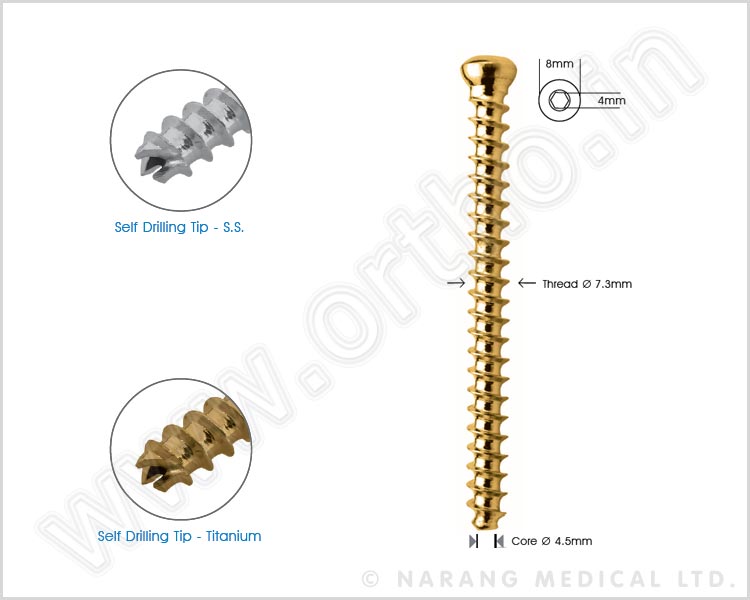 8mm
4mm
Self Drilling Tip - S.S.
Thread Ø 7.3mm
Self Drilling Tip - Titanium
Core Ø 4.5mm
www.ortho.in
© NARANG MEDICAL LTD.